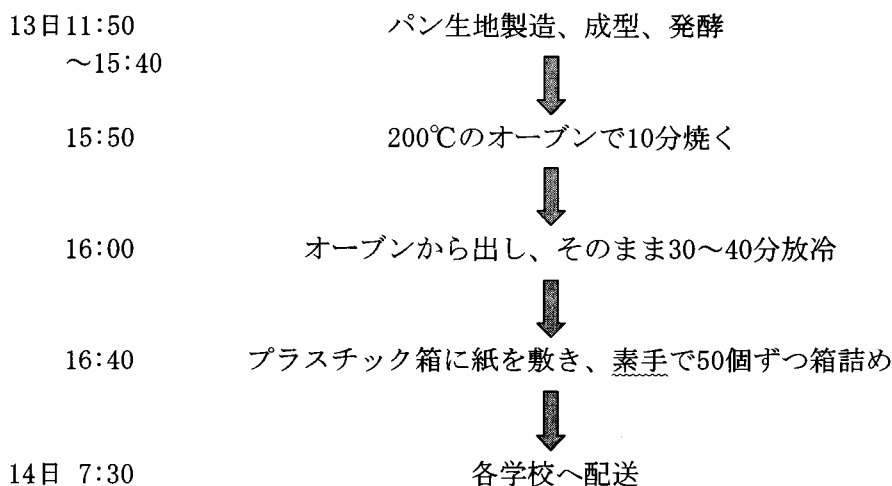 13日11:50 パン生地製造、成型、発酵
～15:40
15:50 200℃のオーブンで10分焼く
16:00 オーブンから出し、そのまま30～40分放冷
16:40 プラスチック箱に紙を敷き、素手で50個ずつ箱詰め
14日 7:30 各学校へ配送